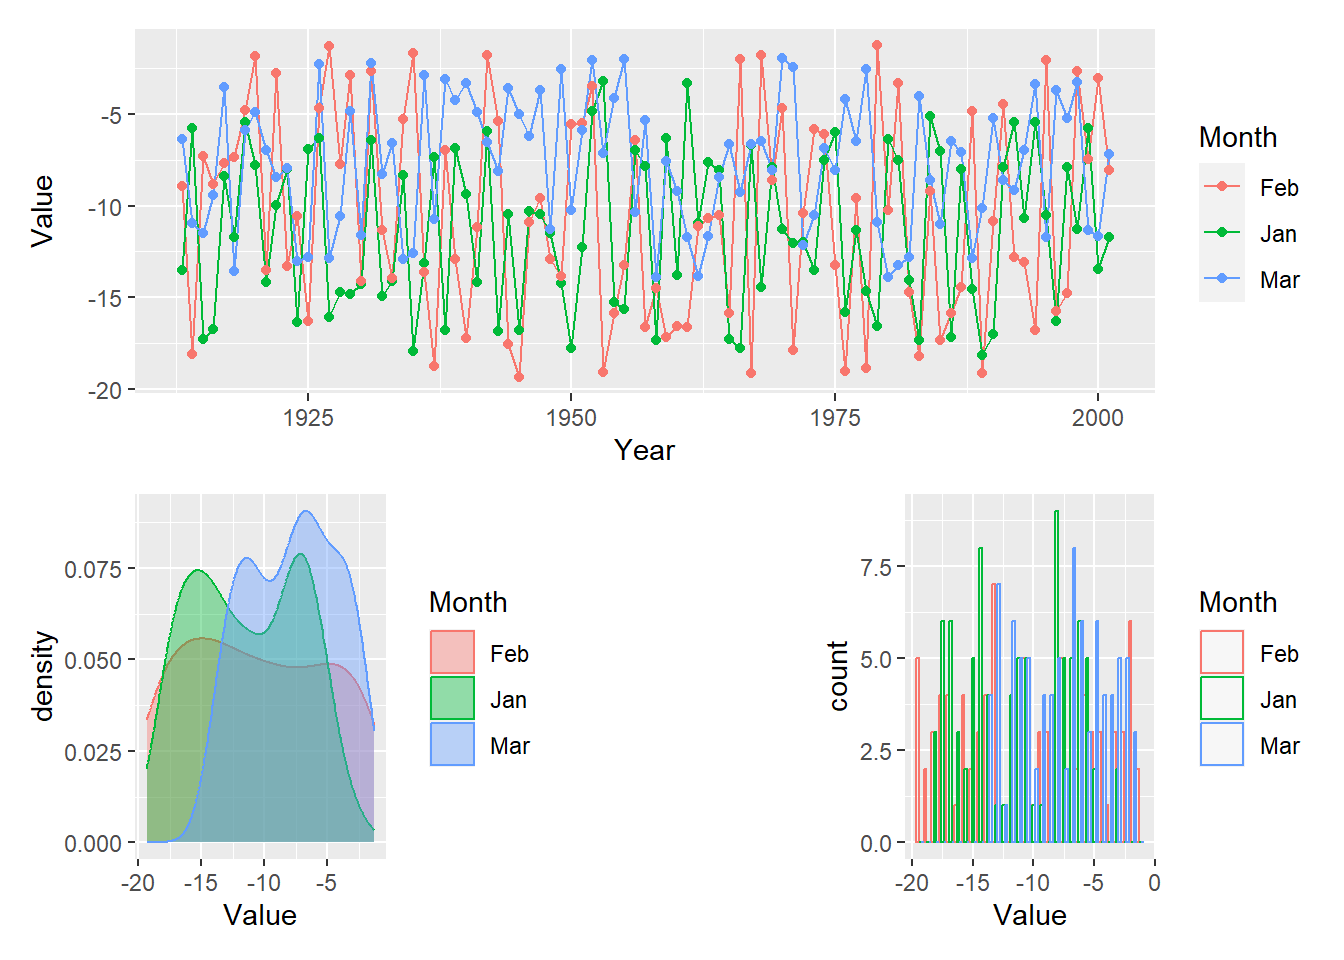 Value
-5
-10
-15
-20
1925 1950 1975 2000
Year
Month
Feb
Jan
Mar
density
0.075
0.050
0.025
0.000
-20 -15 -10 -5
Value
Month
Feb
Jan
Mar
count
7.5
5.0
2.5
0.0
-20 -15 -10 -5 0
Value
Month
Feb
Jan
Mar